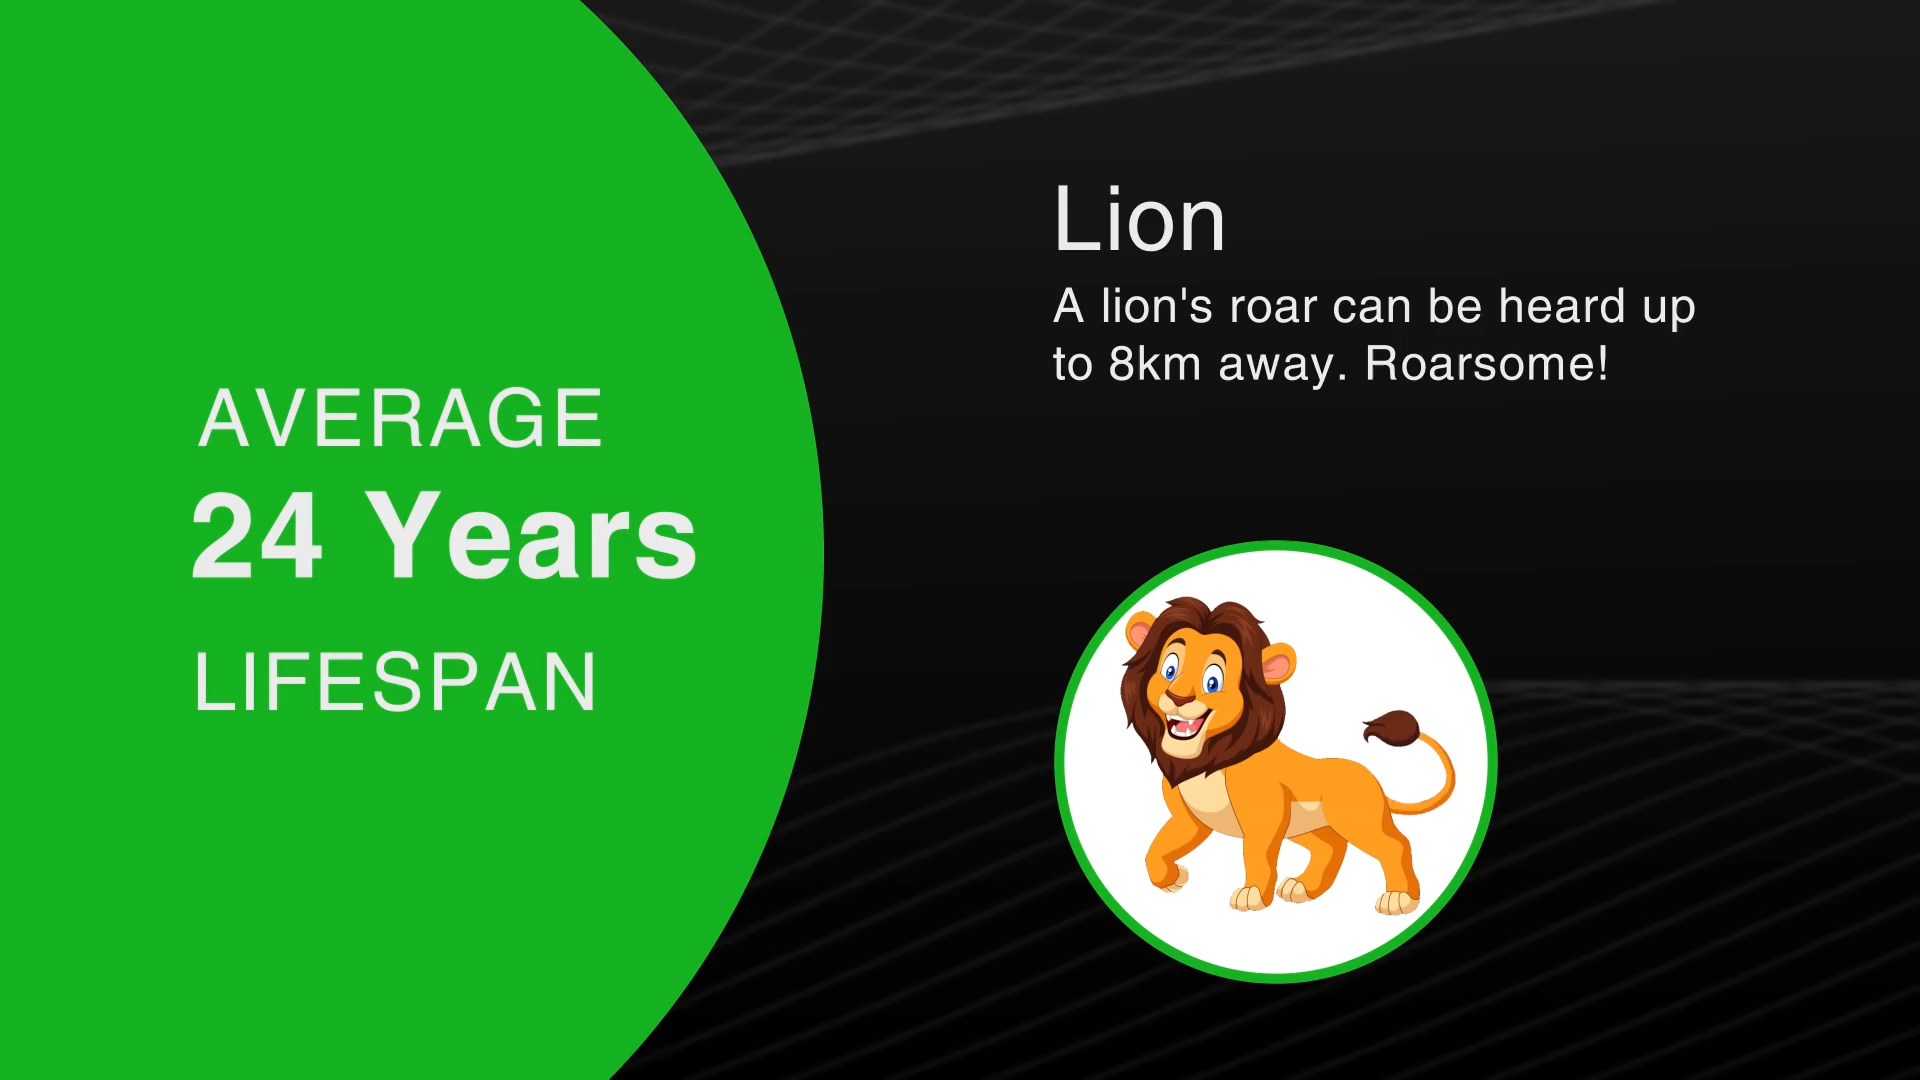 AVERAGE
24 Years
LIFESPAN
Lion
A lion's roar can be heard up
to 8km away. Roarsome!